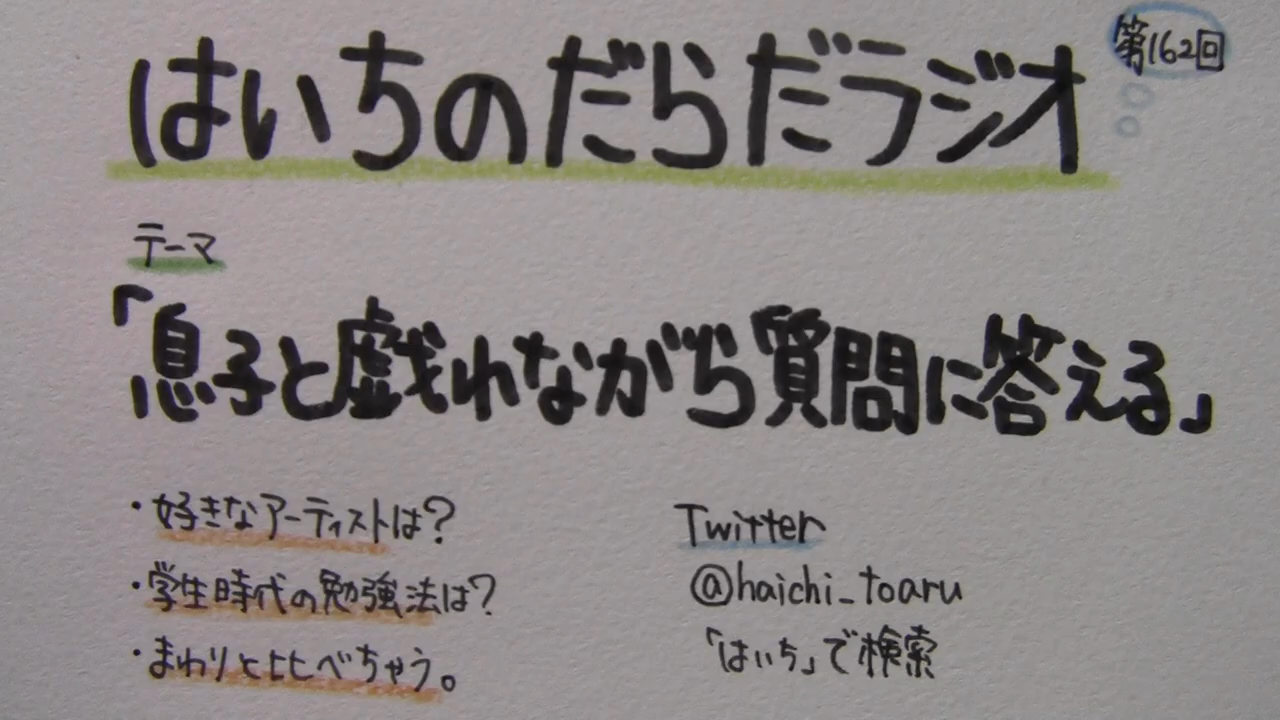 はいちのだらだラジオ
第162回
テーマ
「息子と戯れながら質問に答える」
・好きなアーティストは?
・学生時代の勉強法は?
・まわりと比べちゃう。
Twitter
@haichi_toaru
「はいち」で検索